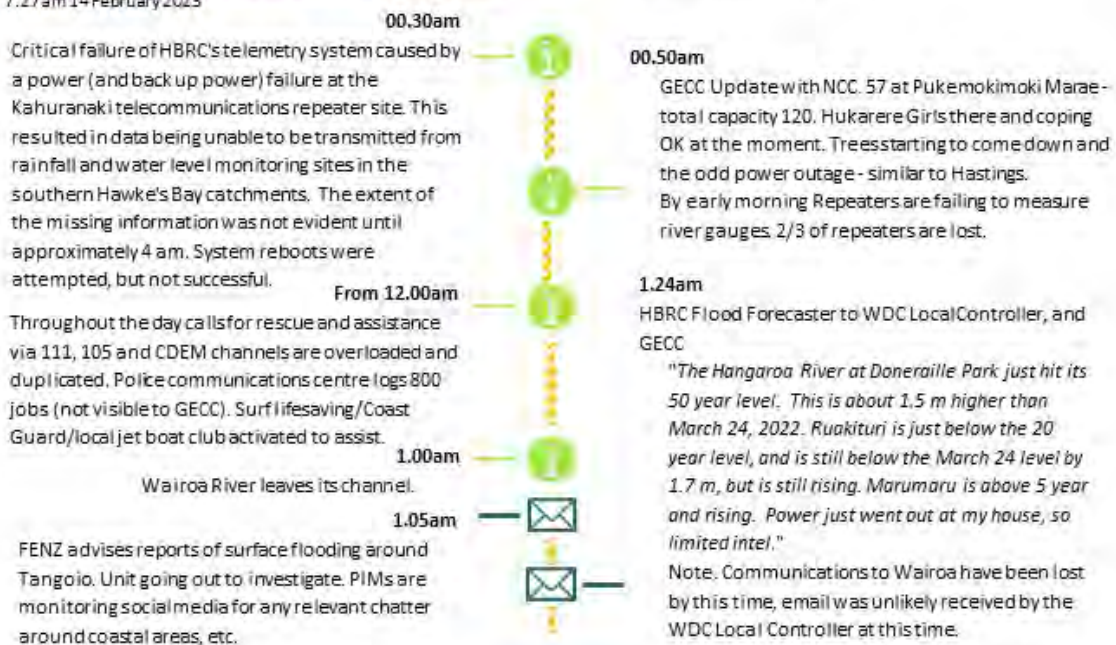 7.27am 14 February 2023
00.30am
Critical failure of HBRC's telemetry system caused by
a power (and back up power) failure at the
Kahuranaki telecommunications repeater site. This
resulted in data being unable to be transmitted from
rainfall and water level monitoring sites in the
southern Hawke's Bay catchments. The extent of
the missing information was not evident until
approximately 4 am. System reboots were
attempted, but not successful.
From 12.00am
Throughout the day calls for rescue and assistance
via 111, 105 and CDEM channels are overloaded and
duplicated. Police communications centre logs 800
jobs (not visible to GECC). Surf lifesaving/Coast
Guard/local jet boat club activated to assist.
1.00am
Wairoa River leaves its channel.
1.05am
FENZ advises reports of surface flooding around
Tangoio. Unit going out to investigate. PIMs are
monitoring social media for any relevant chatter
around coastal areas, etc.
00.50am
GECC Update with NCC. 57 at Pukemokimoki Marae -
total capacity 120. Hukarere Girls there and coping
OK at the moment. Trees starting to come down and
the odd power outage - similar to Hastings.
By early morning Repeaters are failing to measure
river gauges. 2/3 of repeaters are lost.
1.24am
HBRC Flood Forecaster to WDC Local Controller, and
GECC
"The Hangaroa River at Doneraille Park just hit its
50 year level. This is about 1.5 m higher than
March 24, 2022. Ruakituri is just below the 20
year level, and is still below the March 24 level by
1.7 m, but is still rising. Marumaru is above 5 year
and rising. Power just went out at my house, so
limited intel."
Note. Communications to Wairoa have been lost
by this time, email was unlikely received by the
WDC Local Controller at this time.